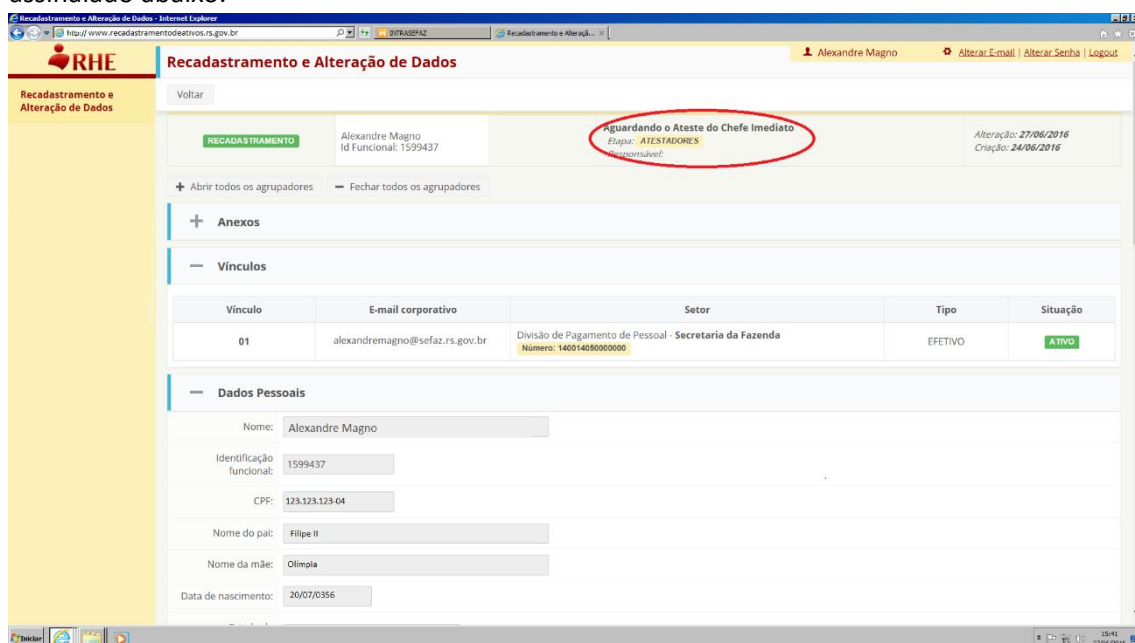 Recadastramento e Alteração de Dados - Internet Explorer
http://www.recadastramentodeativos.rs.gov.br
INTRASEFAZ
Recadastramento e Alteraçã...
RHE
Recadastramento e Alteração de Dados
Alexandre Magno
Alterar E-mail | Alterar Senha | Logout
Recadastramento e
Alteração de Dados
Voltar
RECADASTRAMENTO
Alexandre Magno
Id Funcional: 1599437
Aguardando o Ateste do Chefe Imediato
Etapa: ATESTADORES
Responsável:
Alteração: 27/06/2016
Criação: 24/06/2016
+ Abrir todos os agrupadores
− Fechar todos os agrupadores
+ Anexos
− Vínculos
Vínculo E-mail corporativo Setor Tipo Situação
01 alexandremagno@sefaz.rs.gov.br Divisão de Pagamento de Pessoal - Secretaria da Fazenda EFETIVO ATIVO
Número: 140014050000000
− Dados Pessoais
Nome: Alexandre Magno
Identificação
funcional: 1599437
CPF: 123.123.123-04
Nome do pai: Filipe II
Nome da mãe: Olímpia
Data de nascimento: 20/07/0356
Iniciar
15:41